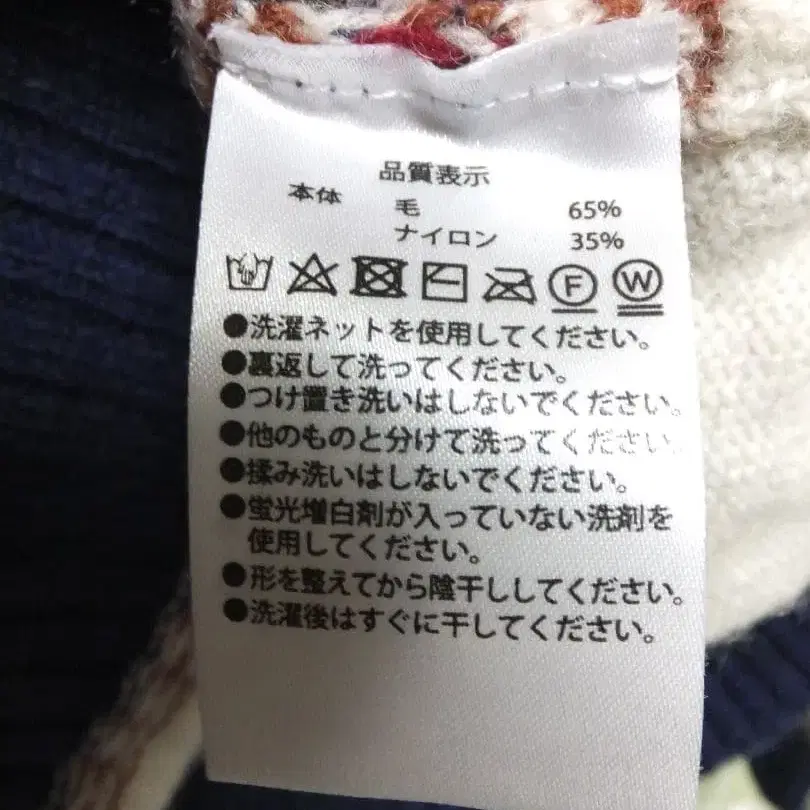 品質表示
本体 毛 65%
ナイロン 35%
F W
●洗濯ネットを使用してください。
●裏返して洗ってください。
●つけ置き洗いはしないでください。
●他のものと分けて洗ってください。
●揉み洗いはしないでください。
●蛍光増白剤が入っていない洗剤を
使用してください。
●形を整えてから陰干ししてください。
●洗濯後はすぐに干してください。